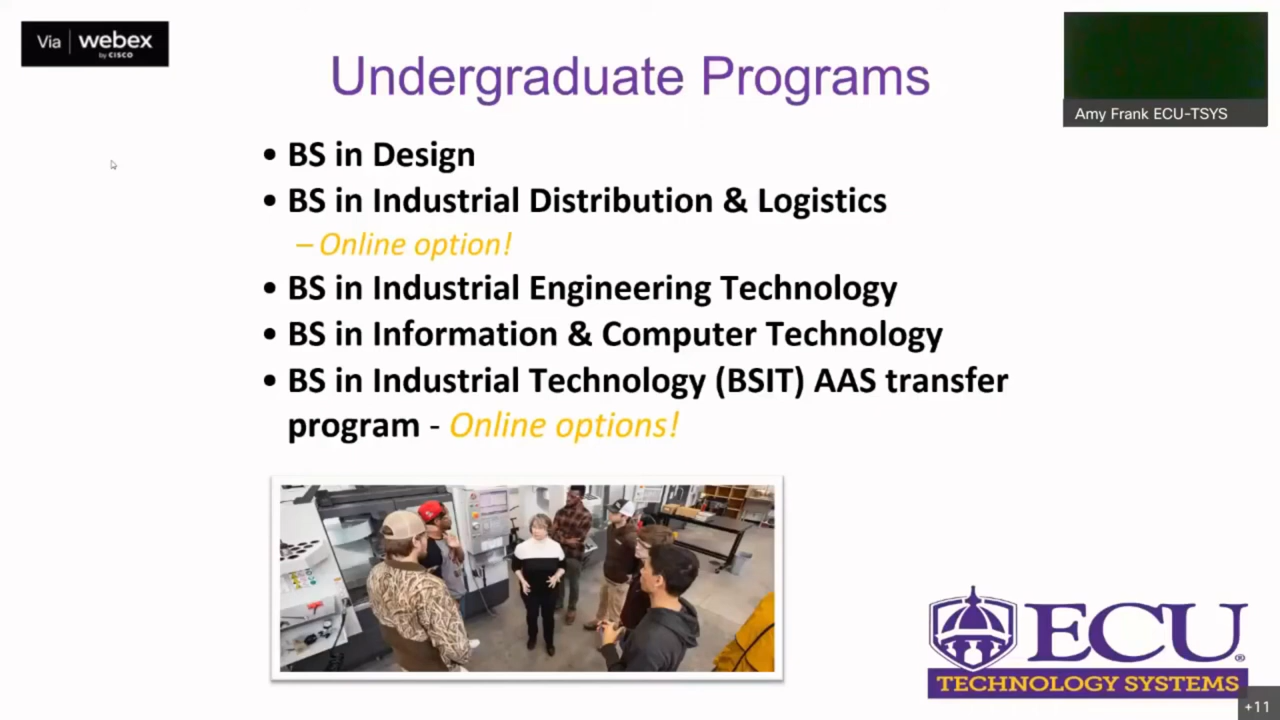 Via webex
by CISCO
Undergraduate Programs
Amy Frank ECU-TSYS
• BS in Design
• BS in Industrial Distribution & Logistics
– Online option!
• BS in Industrial Engineering Technology
• BS in Information & Computer Technology
• BS in Industrial Technology (BSIT) AAS transfer
program - Online options!
ECU®
TECHNOLOGY SYSTEMS
+11